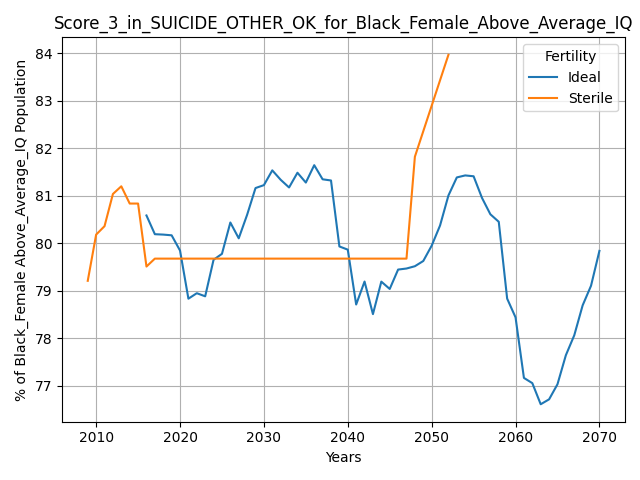 Score_3_in_SUICIDE_OTHER_OK_for_Black_Female_Above_Average_IQ
% of Black_Female Above_Average_IQ Population
84
83
82
81
80
79
78
77
Fertility
Ideal
Sterile
2010 2020 2030 2040 2050 2060 2070
Years